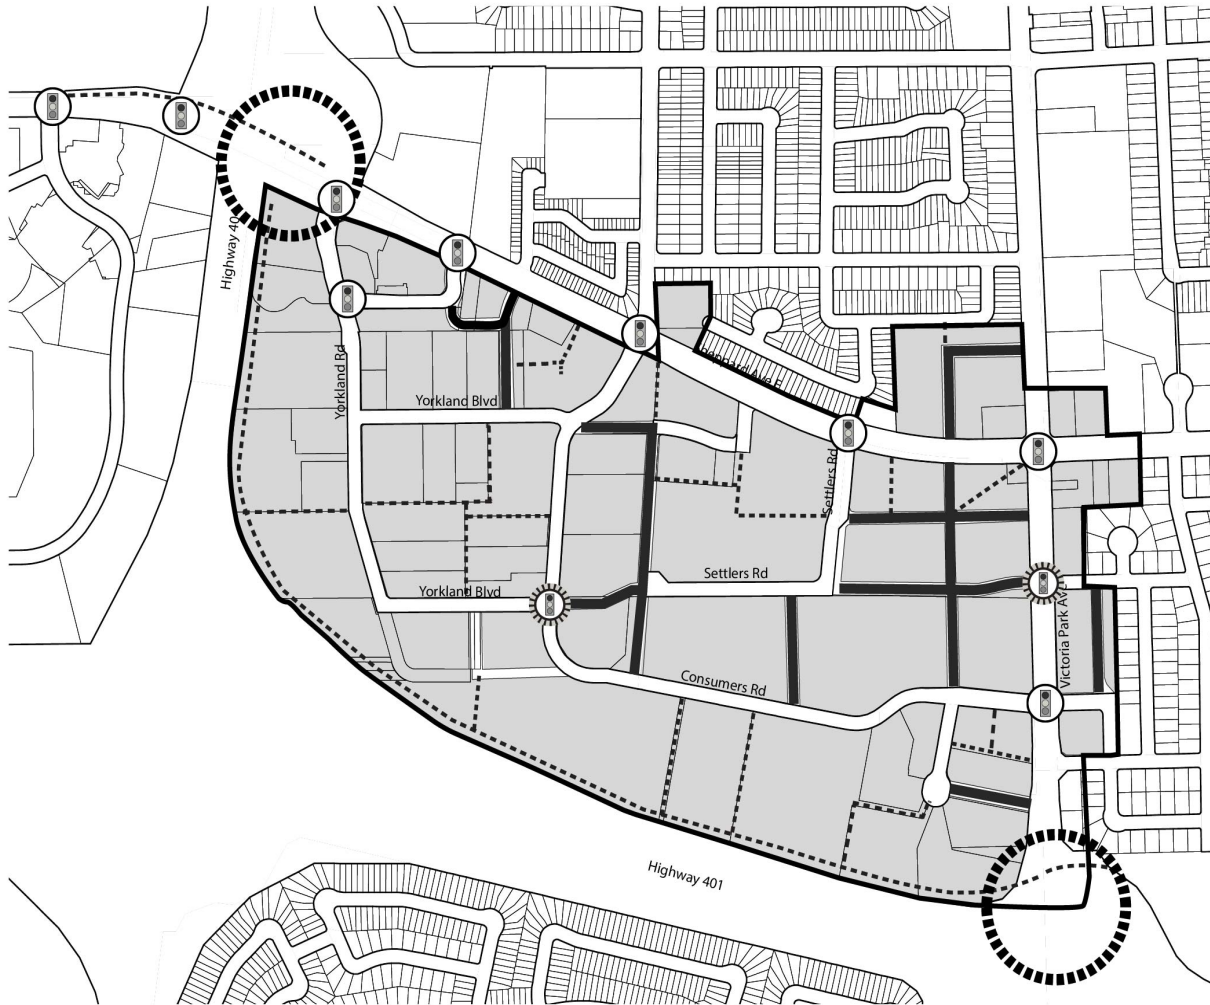 Highway 40
Sheppard Ave E
Yorkland Rd
Yorkland Blvd
Settlers Rd
Settlers Rd
Yorkland Blvd
Victoria Park Ave
Consumers Rd
Highway 401